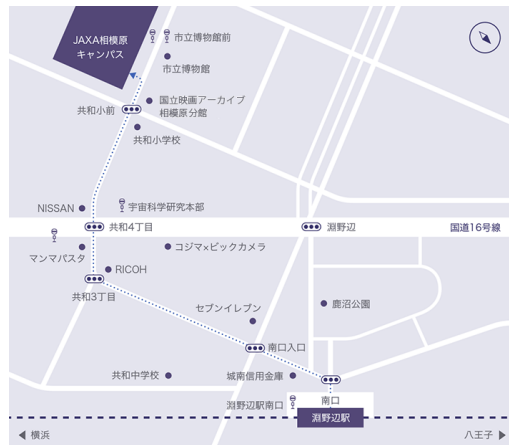 JAXA相模原
キャンパス
市立博物館前
市立博物館
国立映画アーカイブ
相模原分館
共和小前
共和小学校
NISSAN
宇宙科学研究本部
共和4丁目
淵野辺
国道16号線
マンマパスタ
コジマ×ビックカメラ
RICOH
共和3丁目
セブンイレブン
鹿沼公園
南口入口
共和中学校
城南信用金庫
淵野辺駅南口
南口
淵野辺駅
横浜
八王子